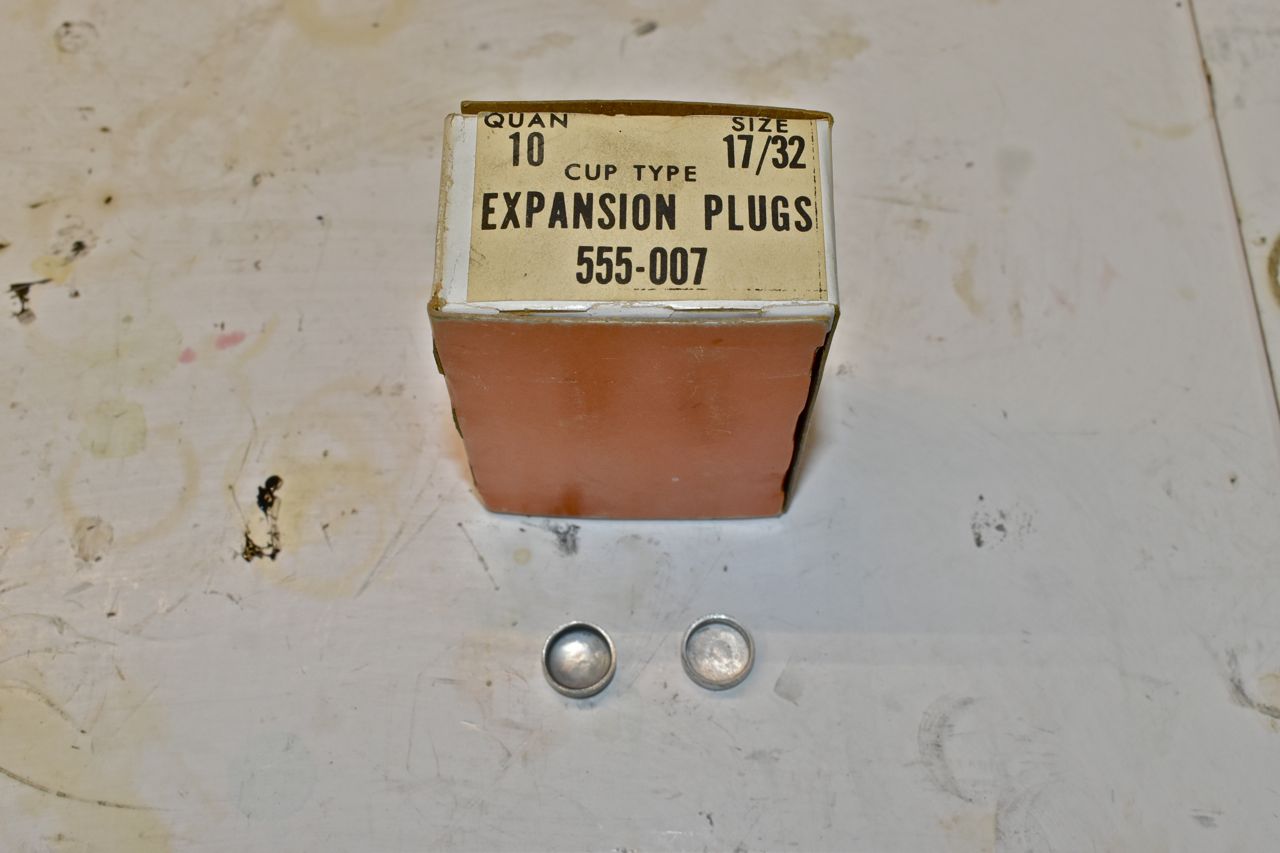 QUAN SIZE
10 17/32
CUP TYPE
EXPANSION PLUGS
555-007